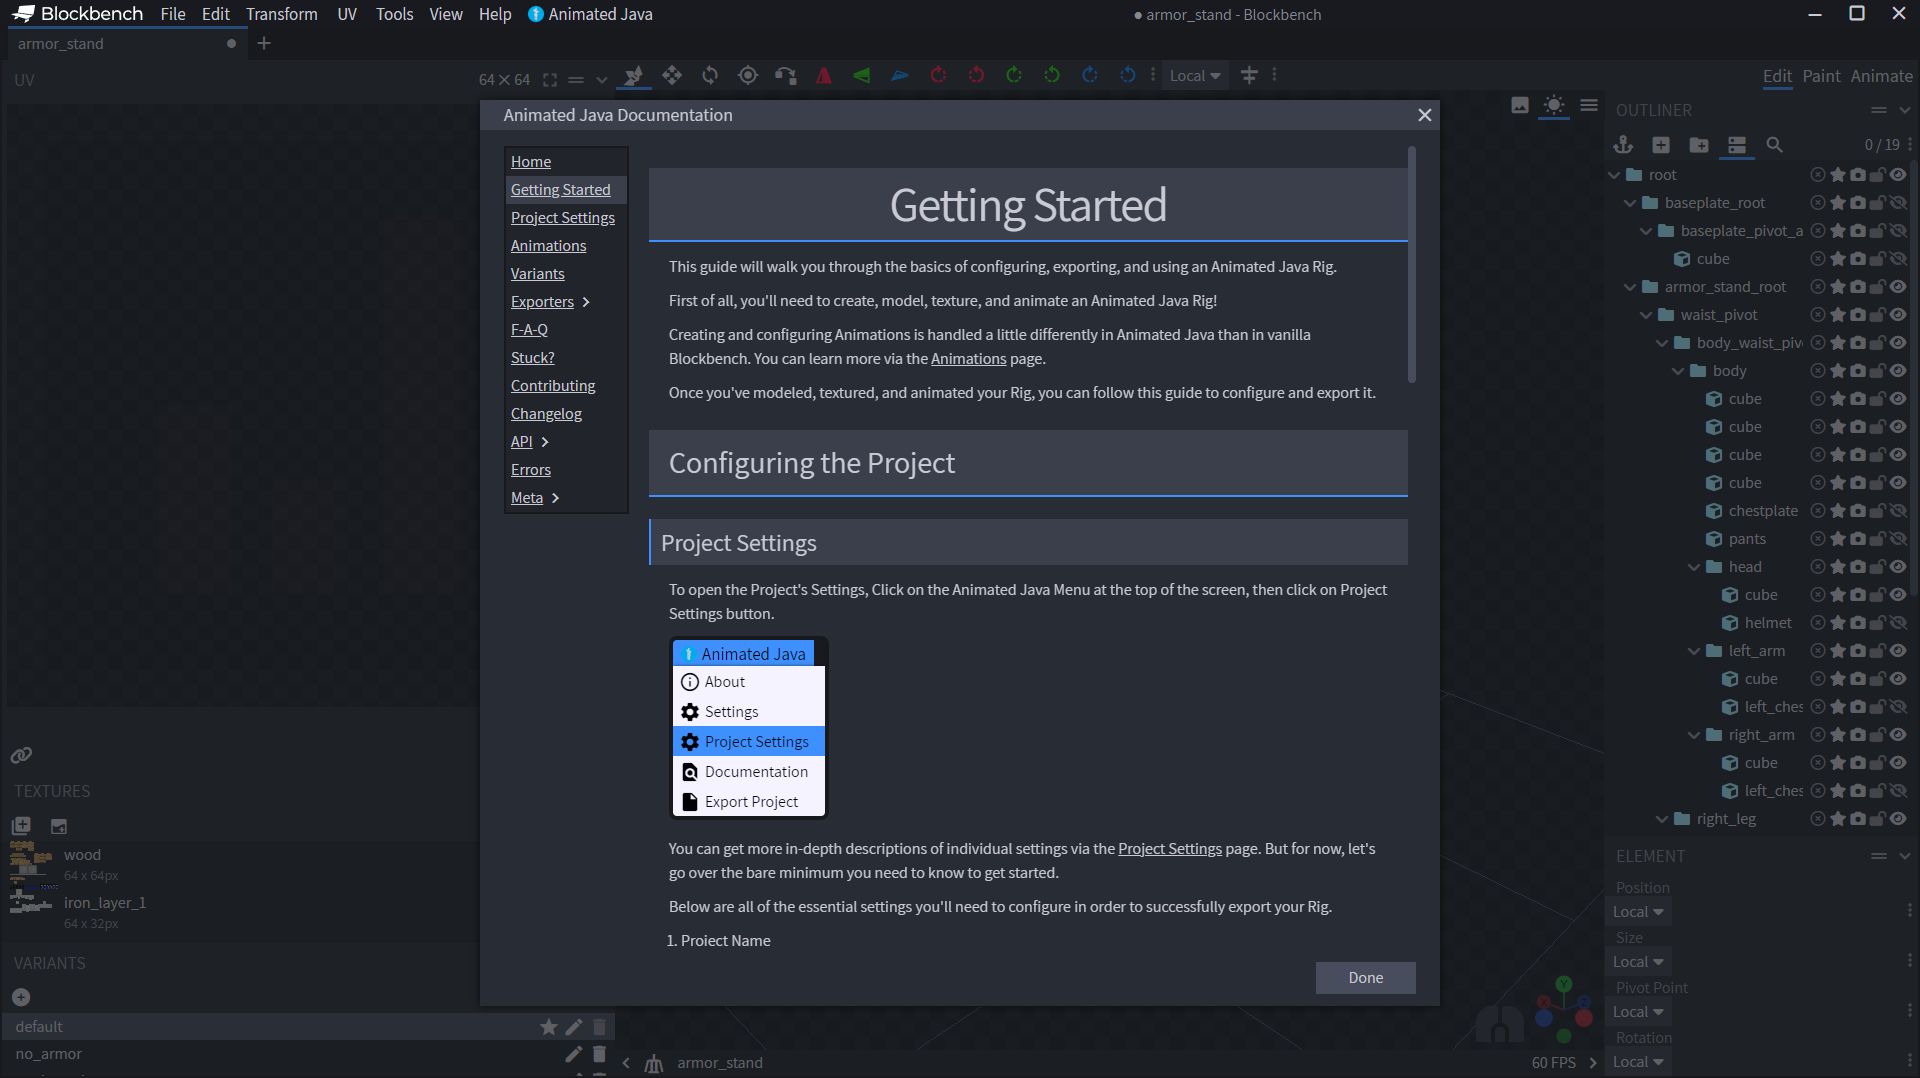 Blockbench File Edit Transform UV Tools View Help Animated Java
armor_stand - Blockbench
armor_stand
UV
64 × 64
Local
Edit Paint Animate
Animated Java Documentation
Home
Getting Started
Project Settings
Animations
Variants
Exporters
F-A-Q
Stuck?
Contributing
Changelog
API
Errors
Meta
Getting Started
This guide will walk you through the basics of configuring, exporting, and using an Animated Java Rig.
First of all, you'll need to create, model, texture, and animate an Animated Java Rig!
Creating and configuring Animations is handled a little differently in Animated Java than in vanilla
Blockbench. You can learn more via the Animations page.
Once you've modeled, textured, and animated your Rig, you can follow this guide to configure and export it.
Configuring the Project
Project Settings
To open the Project's Settings, Click on the Animated Java Menu at the top of the screen, then click on Project
Settings button.
Animated Java
About
Settings
Project Settings
Documentation
Export Project
You can get more in-depth descriptions of individual settings via the Project Settings page. But for now, let's
go over the bare minimum you need to know to get started.
Below are all of the essential settings you'll need to configure in order to successfully export your Rig.
1. Project Name
Done
TEXTURES
wood
64 x 64px
iron_layer_1
64 x 32px
VARIANTS
default
no_armor
armor_stand
60 FPS
OUTLINER
0 / 19
root
baseplate_root
baseplate_pivot_a
cube
armor_stand_root
waist_pivot
body_waist_piv
body
cube
cube
cube
cube
chestplate
pants
head
cube
helmet
left_arm
cube
left_ches
right_arm
cube
left_ches
right_leg
ELEMENT
Position
Local
Size
Local
Pivot Point
Local
Rotation
Local
Y